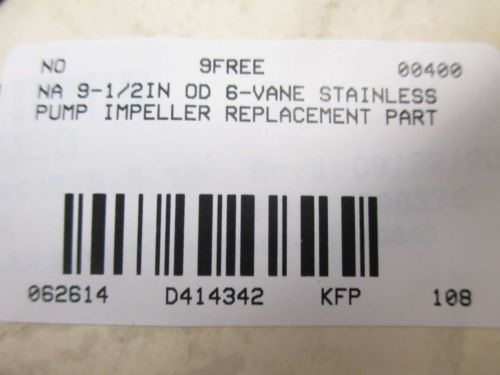 NO 9FREE 00400
NA 9-1/2IN OD 6-VANE STAINLESS
PUMP IMPELLER REPLACEMENT PART
062614 D414342 KFP 108